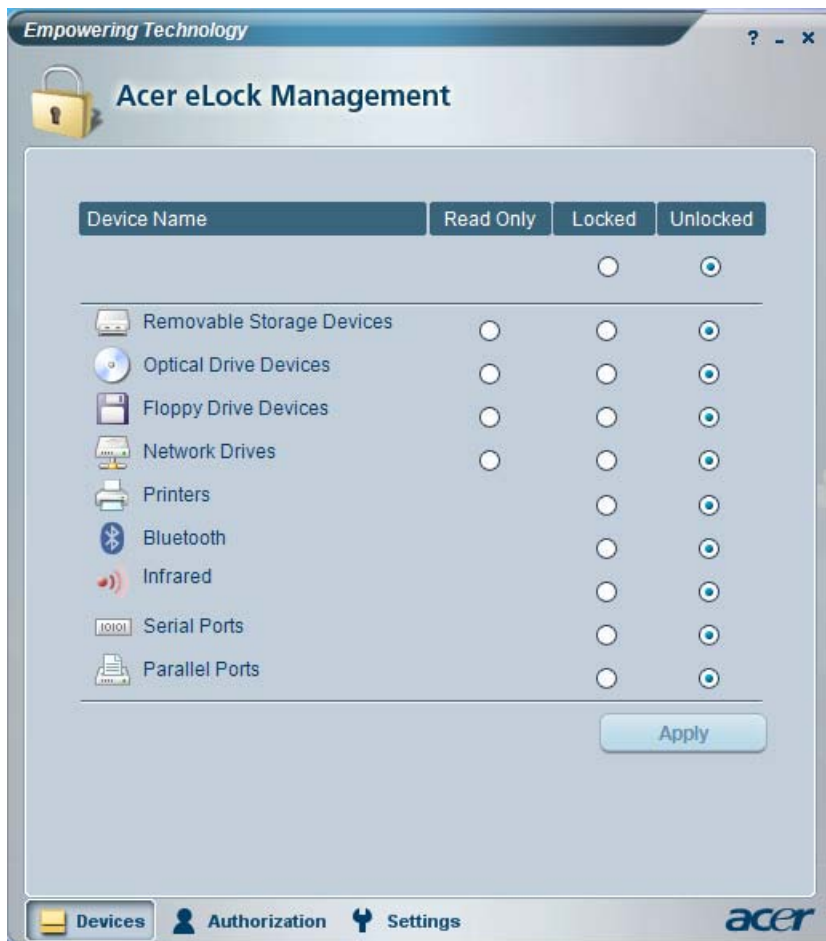 Empowering Technology
? - x
Acer eLock Management
Device Name Read Only Locked Unlocked
Removable Storage Devices
Optical Drive Devices
Floppy Drive Devices
Network Drives
Printers
Bluetooth
Infrared
10101 Serial Ports
Parallel Ports
Apply
Devices Authorization Settings acer